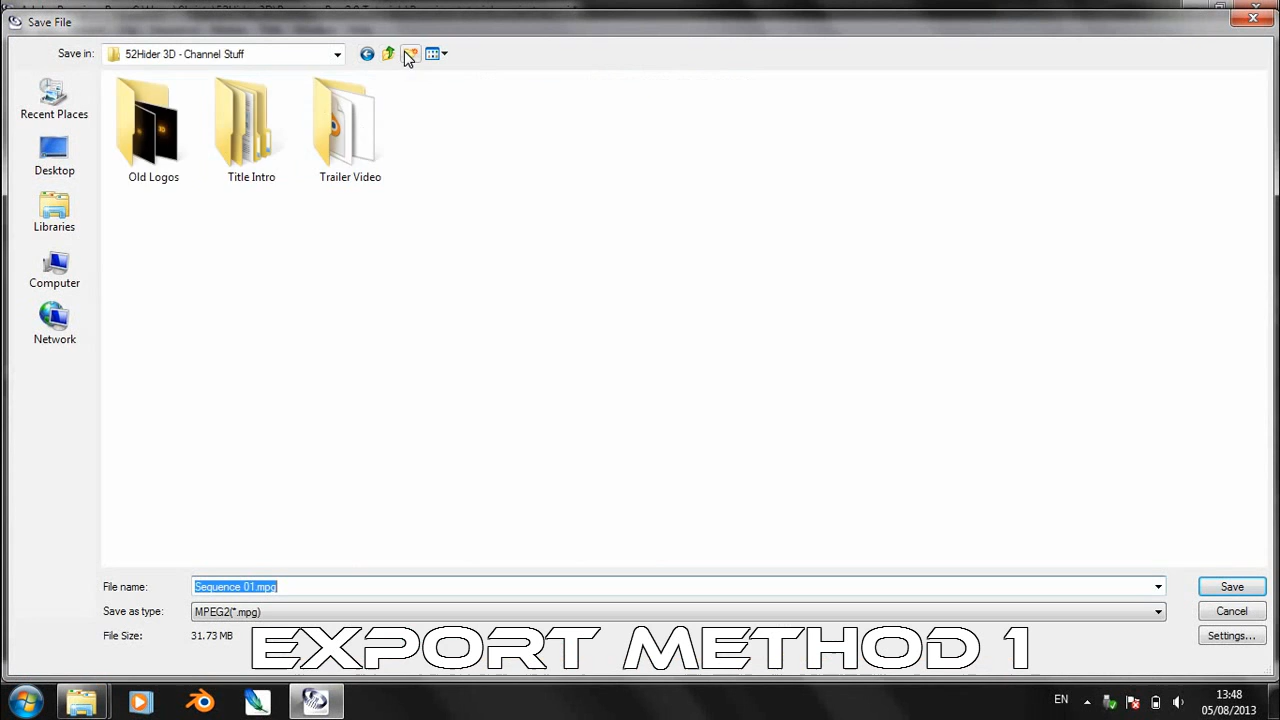 Save File
Save in:
52Hider 3D - Channel Stuff
Recent Places
Desktop
Libraries
Computer
Network
Old Logos
Title Intro
Trailer Video
File name:
Sequence 01.mpg
Save
Save as type:
MPEG2(*.mpg)
Cancel
File Size:
31.73 MB
Settings...
EXPORT METHOD 1
EN
13:48
05/08/2013